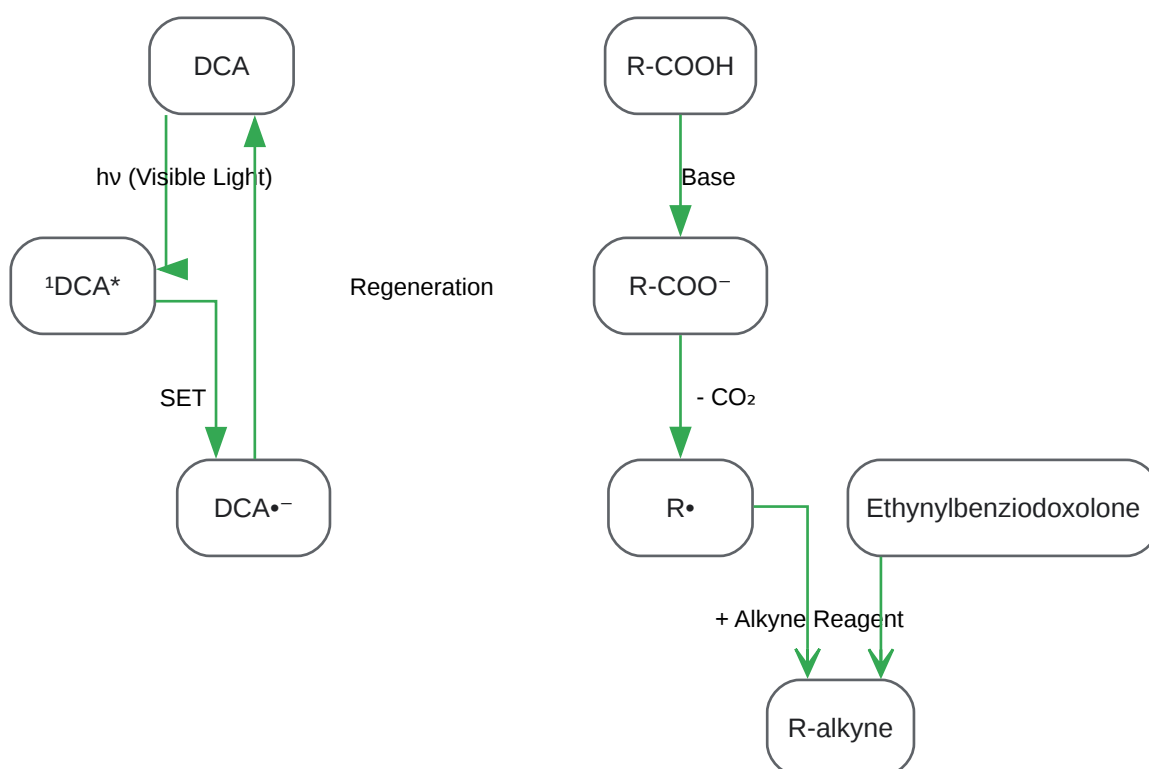 DCA
R-COOH
hν (Visible Light)
Base
¹DCA*
Regeneration
R-COO⁻
SET
- CO₂
DCA•⁻
R•
Ethynylbenziodoxolone
+ Alkyne Reagent
R-alkyne